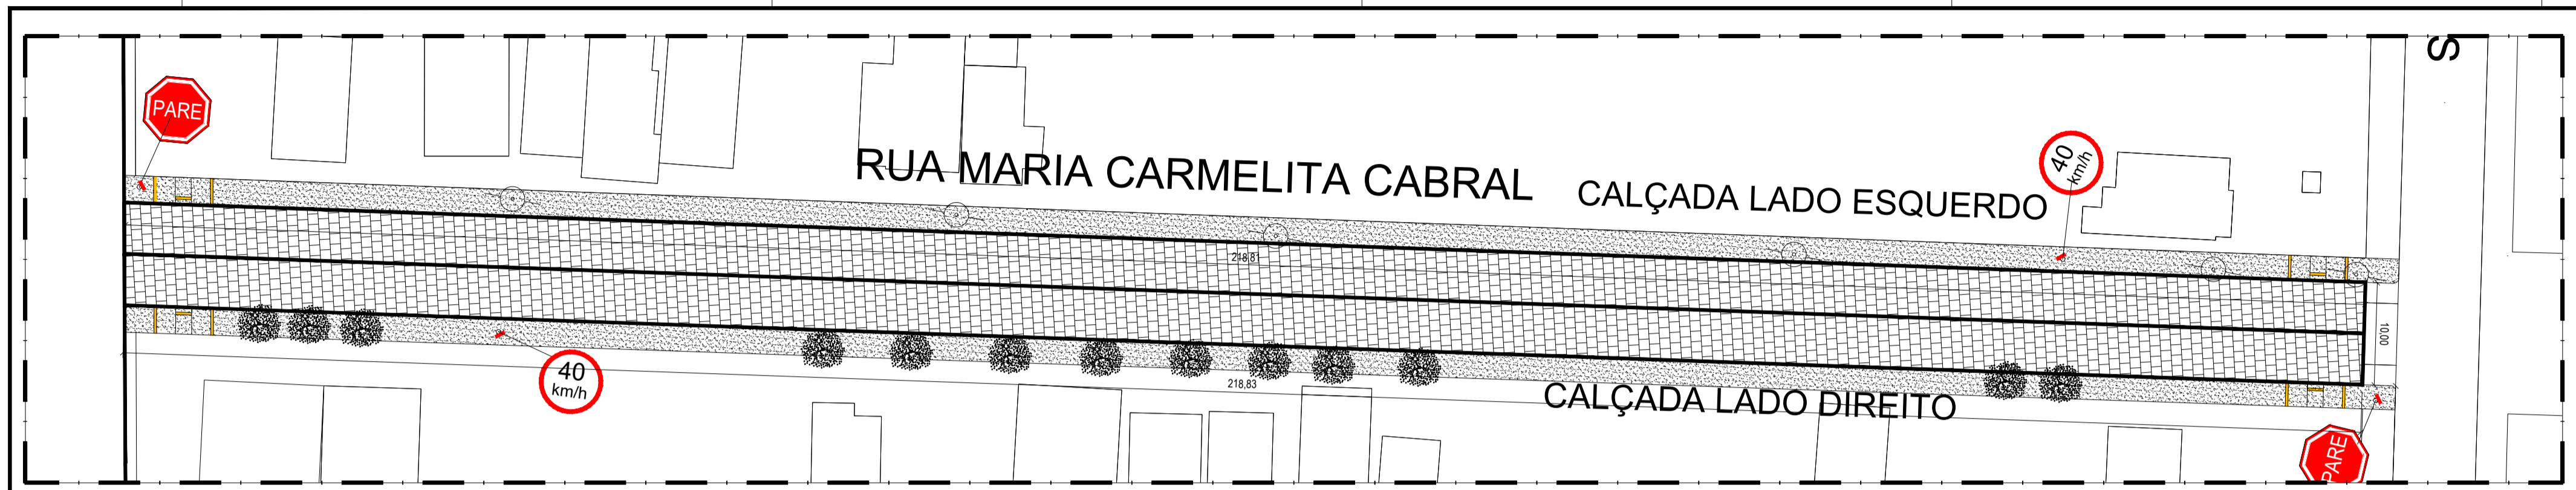 S
PARE
RUA MARIA CARMELITA CABRAL
CALÇADA LADO ESQUERDO
40
km/h
218,81
10,00
40
km/h
218,83
CALÇADA LADO DIREITO
PARE